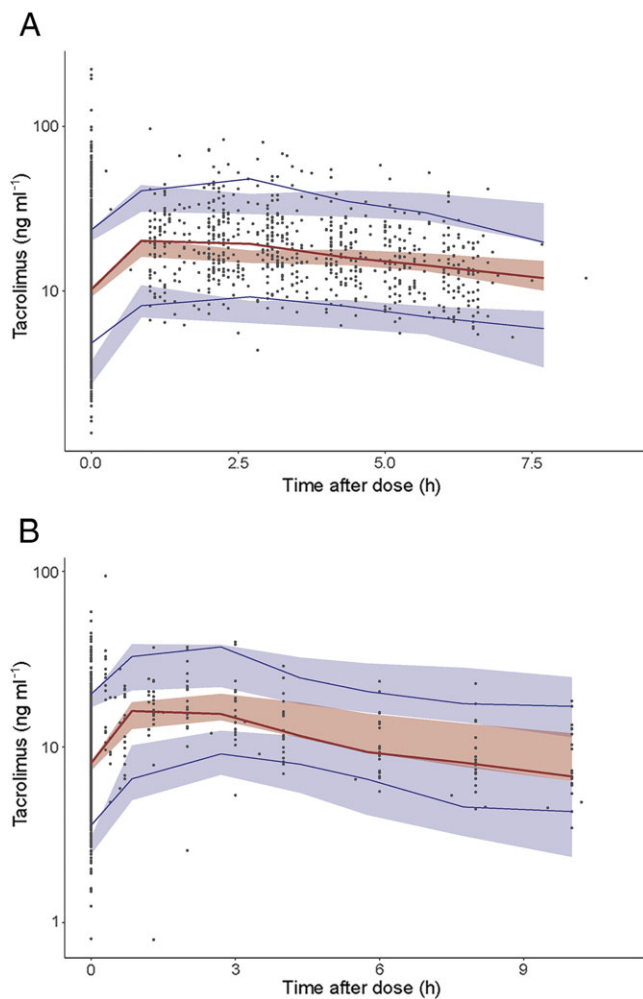 A
Tacrolimus (ng ml⁻¹)
100
10
0.0 2.5 5.0 7.5
Time after dose (h)
B
Tacrolimus (ng ml⁻¹)
100
10
1
0 3 6 9
Time after dose (h)